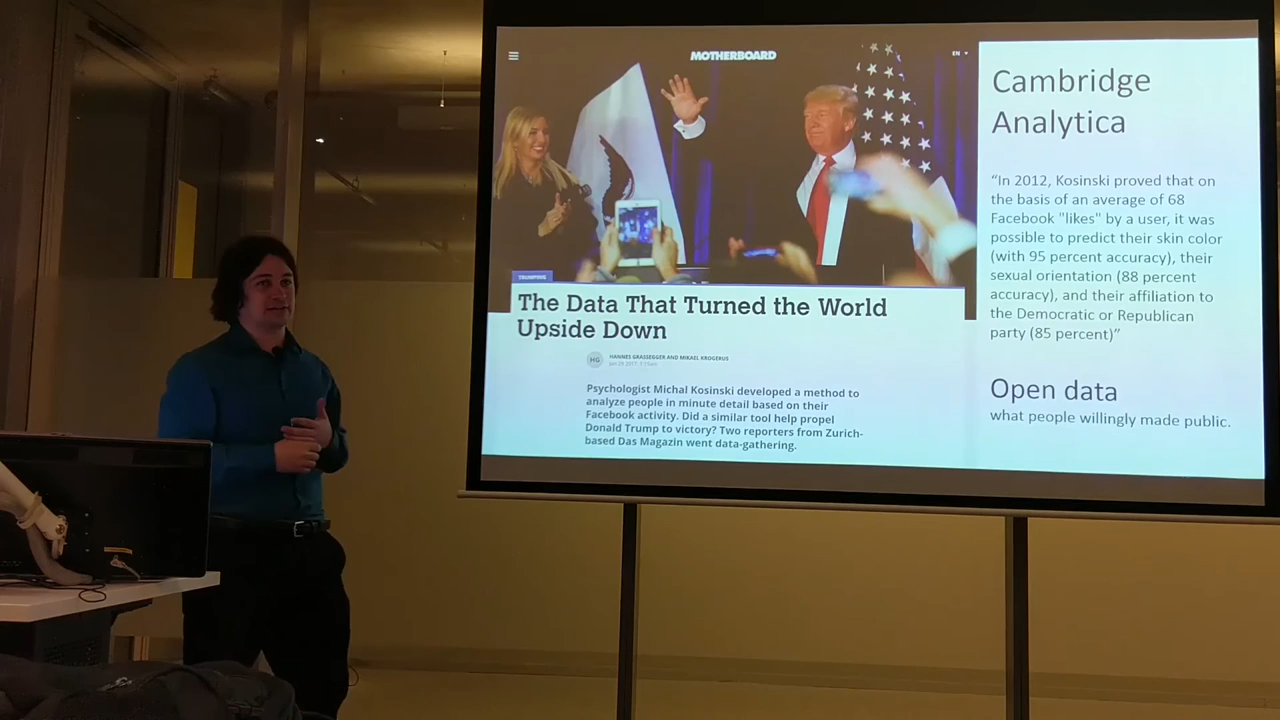 MOTHERBOARD
EN
TRUMPING
The Data That Turned the World
Upside Down
HG
HANNES GRASSEGGER AND MIKAEL KROGERUS
Psychologist Michal Kosinski developed a method to
analyze people in minute detail based on their
Facebook activity. Did a similar tool help propel
Donald Trump to victory? Two reporters from Zurich-
based Das Magazin went data-gathering.
Cambridge
Analytica
“In 2012, Kosinski proved that on
the basis of an average of 68
Facebook "likes" by a user, it was
possible to predict their skin color
(with 95 percent accuracy), their
sexual orientation (88 percent
accuracy), and their affiliation to
the Democratic or Republican
party (85 percent)”
Open data
what people willingly made public.